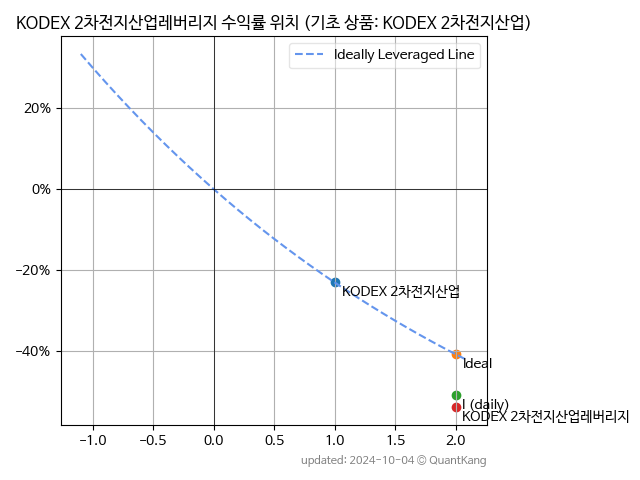 KODEX 2차전지산업레버리지 수익률 위치 (기초 상품: KODEX 2차전지산업)
Ideally Leveraged Line
20%
0%
−20%
−40%
KODEX 2차전지산업
Ideal
l (daily)
KODEX 2차전지산업레버리지
−1.0
−0.5
0.0
0.5
1.0
1.5
2.0
updated: 2024-10-04 © QuantKang